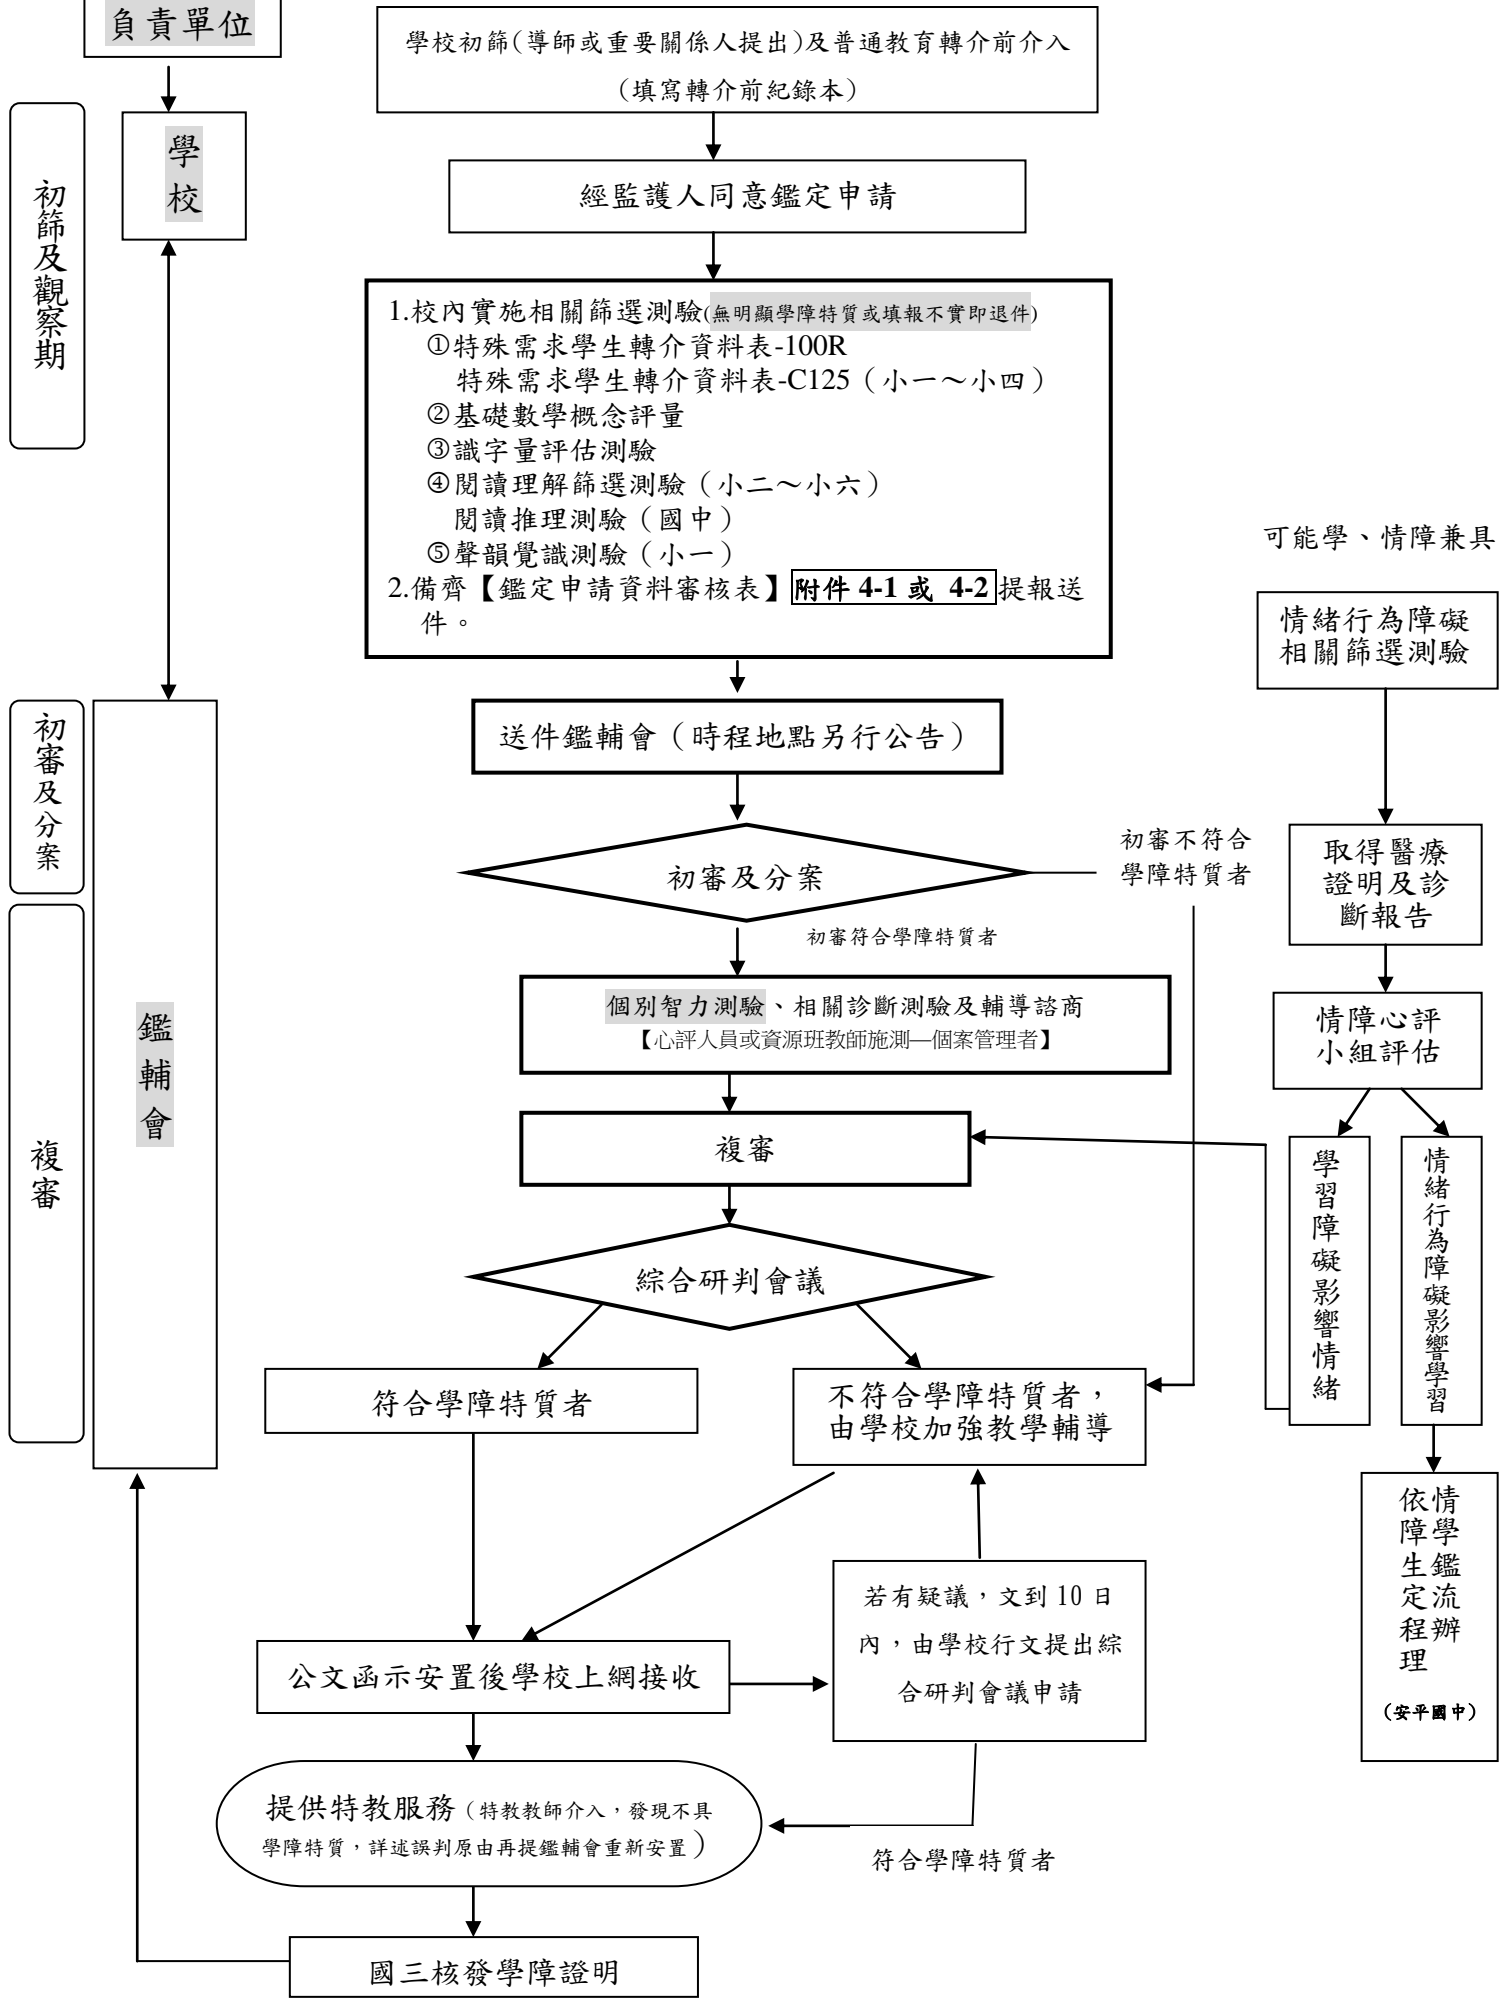 負責單位
學校初篩(導師或重要關係人提出)及普通教育轉介前介入
(填寫轉介前紀錄本)
學校
初篩及觀察期
經監護人同意鑑定申請
1.校內實施相關篩選測驗(無明顯學障特質或填報不實即退件)
①特殊需求學生轉介資料表-100R
特殊需求學生轉介資料表-C125（小一～小四）
②基礎數學概念評量
③識字量評估測驗
④閱讀理解篩選測驗（小二～小六）
閱讀推理測驗（國中）
⑤聲韻覺識測驗（小一）
2.備齊【鑑定申請資料審核表】附件 4-1 或 4-2 提報送
件。
可能學、情障兼具
情緒行為障礙
相關篩選測驗
初審及分案
送件鑑輔會（時程地點另行公告）
初審及分案
初審不符合
學障特質者
取得醫療
證明及診
斷報告
初審符合學障特質者
複審
鑑輔會
個別智力測驗、相關診斷測驗及輔導諮商
【心評人員或資源班教師施測—個案管理者】
情障心評
小組評估
複審
學習障礙影響情緒
情緒行為障礙影響學習
綜合研判會議
符合學障特質者
不符合學障特質者，
由學校加強教學輔導
依情
障學
生鑑
定流
程辦
理
(安平國中)
若有疑議，文到 10 日
內，由學校行文提出綜
合研判會議申請
公文函示安置後學校上網接收
提供特教服務（特教教師介入，發現不具
學障特質，詳述誤判原由再提鑑輔會重新安置）
符合學障特質者
國三核發學障證明